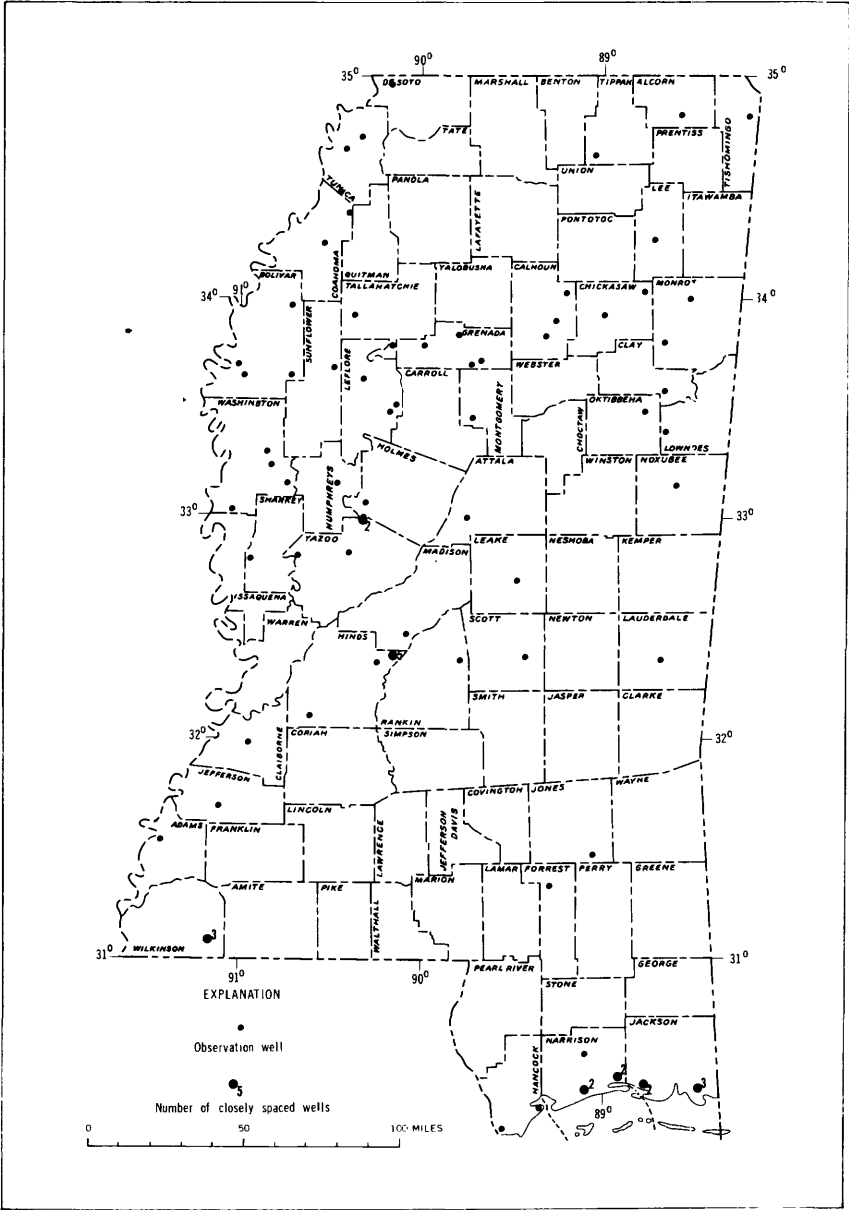 90°
89°
35°
35°
DESOTO
MARSHALL
BENTON
TIPPAH
ALCORN
TATE
PRENTISS
TISHOMINGO
UNION
PANOLA
TUNICA
LEE
ITAWAMBA
LAFAYETTE
PONTOTOC
COAHOMA
QUITMAN
YALOBUSHA
CALHOUN
BOLIVAR
TALLAHATCHIE
CHICKASAW
MONRO
34°
91°
34°
SUNFLOWER
GRENADA
LEFLORE
CLAY
WEBSTER
CARROLL
WASHINGTON
MONTGOMERY
CHOCTAW
OKTIBBEHA
LOWNDES
HOLMES
ATTALA
WINSTON
NOXUBEE
HUMPHREYS
SHARKEY
33°
2
33°
YAZOO
LEAKE
NESHOBA
KEMPER
MADISON
ISSAQUENA
WARREN
SCOTT
NEWTON
LAUDERDALE
HINDS
5
SMITH
JASPER
CLARKE
RANKIN
SIMPSON
32°
CORIAH
CLAIBORNE
32°
JEFFERSON
COVINGTON
JONES
WAYNE
LINCOLN
ADAMS
FRANKLIN
LAWRENCE
JEFFERSON
DAVIS
LAMAR
FORREST
PERRY
GREENE
MARION
AMITE
PIKE
WALTHALL
3
WILKINSON
31°
31°
91°
90°
PEARL RIVER
GEORGE
STONE
JACKSON
HARRISON
HANCOCK
2
2
2
3
89°
EXPLANATION
Observation well
5
Number of closely spaced wells
0 50 100 MILES